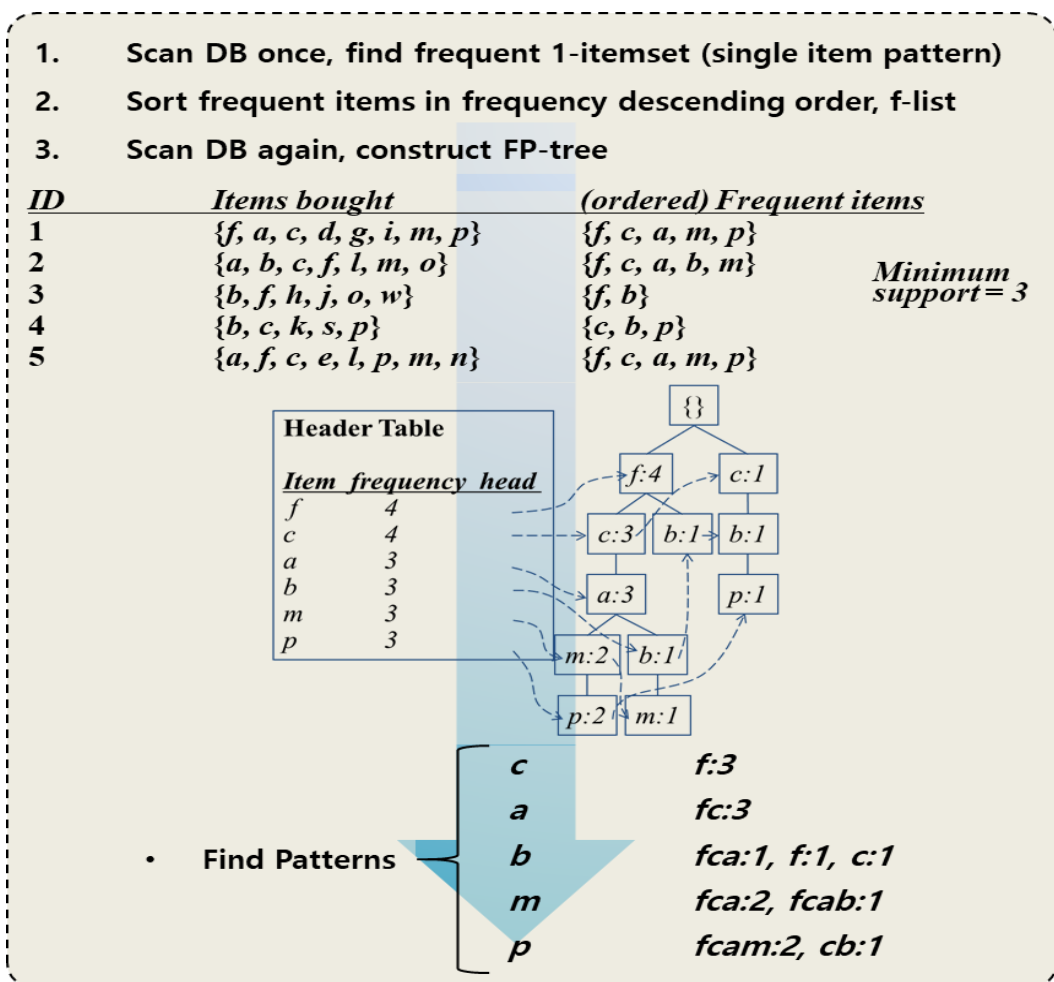 1. Scan DB once, find frequent 1-itemset (single item pattern)
2. Sort frequent items in frequency descending order, f-list
3. Scan DB again, construct FP-tree
ID Items bought (ordered) Frequent items
1 {f, a, c, d, g, i, m, p} {f, c, a, m, p}
2 {a, b, c, f, l, m, o} {f, c, a, b, m}
3 {b, f, h, j, o, w} {f, b}
4 {b, c, k, s, p} {c, b, p}
5 {a, f, c, e, l, p, m, n} {f, c, a, m, p}
Minimum
support = 3
Header Table
Item frequency head
f 4
c 4
a 3
b 3
m 3
p 3
{}
f:4 c:1
c:3 b:1 b:1
a:3 p:1
m:2 b:1
p:2 m:1
• Find Patterns
c f:3
a fc:3
b fca:1, f:1, c:1
m fca:2, fcab:1
p fcam:2, cb:1